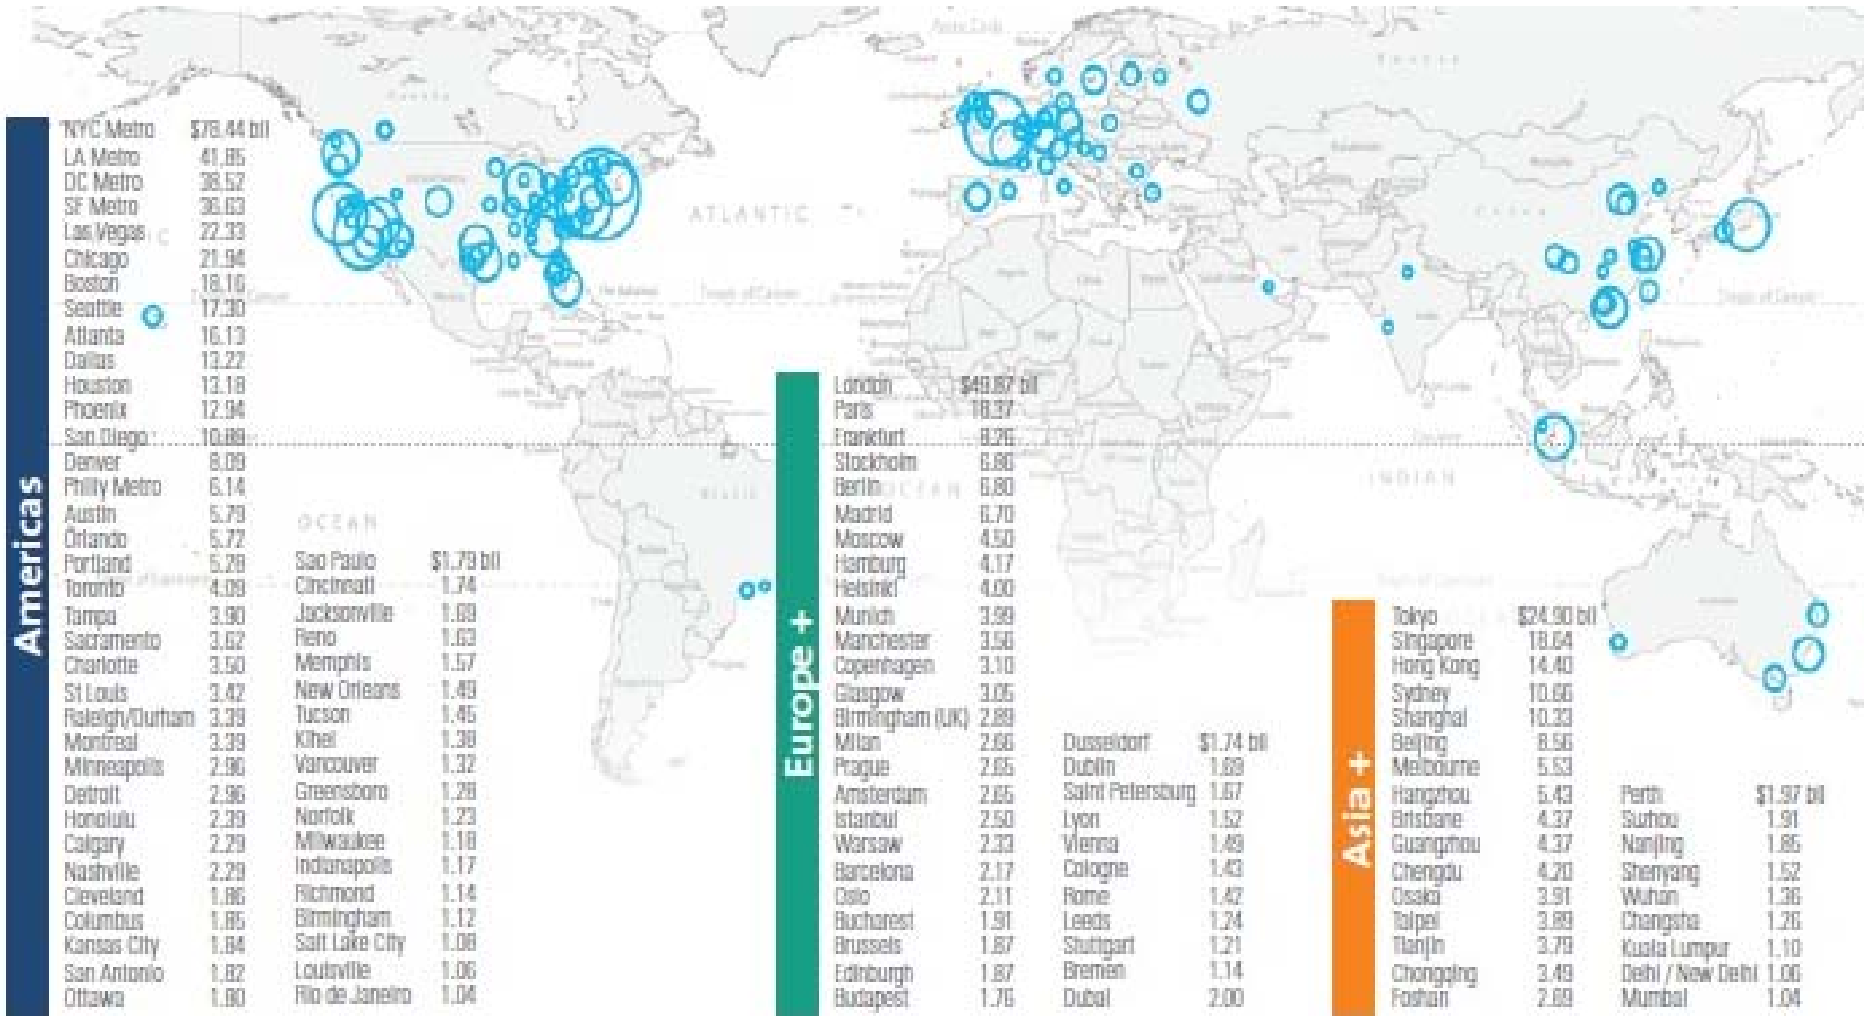 Americas
NYC Metro $78.44 bil
LA Metro 41.85
DC Metro 38.52
SF Metro 36.63
Las Vegas 22.33
Chicago 21.94
Boston 18.16
Seattle 17.30
Atlanta 16.13
Dallas 13.22
Houston 13.18
Phoenix 12.94
San Diego 10.89
Denver 8.09
Philly Metro 6.14
Austin 5.79
Orlando 5.72
Portland 5.28
Toronto 4.09
Tampa 3.90
Sacramento 3.62
Charlotte 3.50
St Louis 3.42
Raleigh/Durham 3.39
Montreal 3.39
Minneapolis 2.96
Detroit 2.96
Honolulu 2.39
Calgary 2.29
Nashville 2.29
Cleveland 1.86
Columbus 1.85
Kansas City 1.84
San Antonio 1.82
Ottawa 1.80
Sao Paulo $1.79 bil
Cincinnati 1.74
Jacksonville 1.69
Reno 1.63
Memphis 1.57
New Orleans 1.49
Tucson 1.45
Kihei 1.38
Vancouver 1.32
Greensboro 1.28
Norfolk 1.23
Milwaukee 1.18
Indianapolis 1.17
Richmond 1.14
Birmingham 1.12
Salt Lake City 1.08
Louisville 1.06
Rio de Janeiro 1.04
Europe +
London $49.87 bil
Paris 18.37
Frankfurt 8.26
Stockholm 6.86
Berlin 6.80
Madrid 6.70
Moscow 4.50
Hamburg 4.17
Helsinki 4.00
Munich 3.99
Manchester 3.56
Copenhagen 3.10
Glasgow 3.05
Birmingham (UK) 2.89
Milan 2.66
Prague 2.65
Amsterdam 2.65
Istanbul 2.50
Warsaw 2.33
Barcelona 2.17
Oslo 2.11
Bucharest 1.91
Brussels 1.87
Edinburgh 1.87
Budapest 1.76
Dusseldorf $1.74 bil
Dublin 1.69
Saint Petersburg 1.67
Lyon 1.52
Vienna 1.49
Cologne 1.43
Rome 1.42
Leeds 1.24
Stuttgart 1.21
Bremen 1.14
Dubai 2.00
Asia +
Tokyo $24.90 bil
Singapore 18.64
Hong Kong 14.40
Sydney 10.66
Shanghai 10.33
Beijing 8.56
Melbourne 5.53
Hangzhou 5.43
Brisbane 4.37
Guangzhou 4.37
Chengdu 4.20
Osaka 3.91
Taipei 3.89
Tianjin 3.79
Chongqing 3.49
Foshan 2.69
Perth $1.97 bil
Suzhou 1.91
Nanjing 1.85
Shenyang 1.52
Wuhan 1.36
Changsha 1.26
Kuala Lumpur 1.10
Delhi / New Delhi 1.06
Mumbai 1.04
ATLANTIC
OCEAN
OCEAN
INDIAN